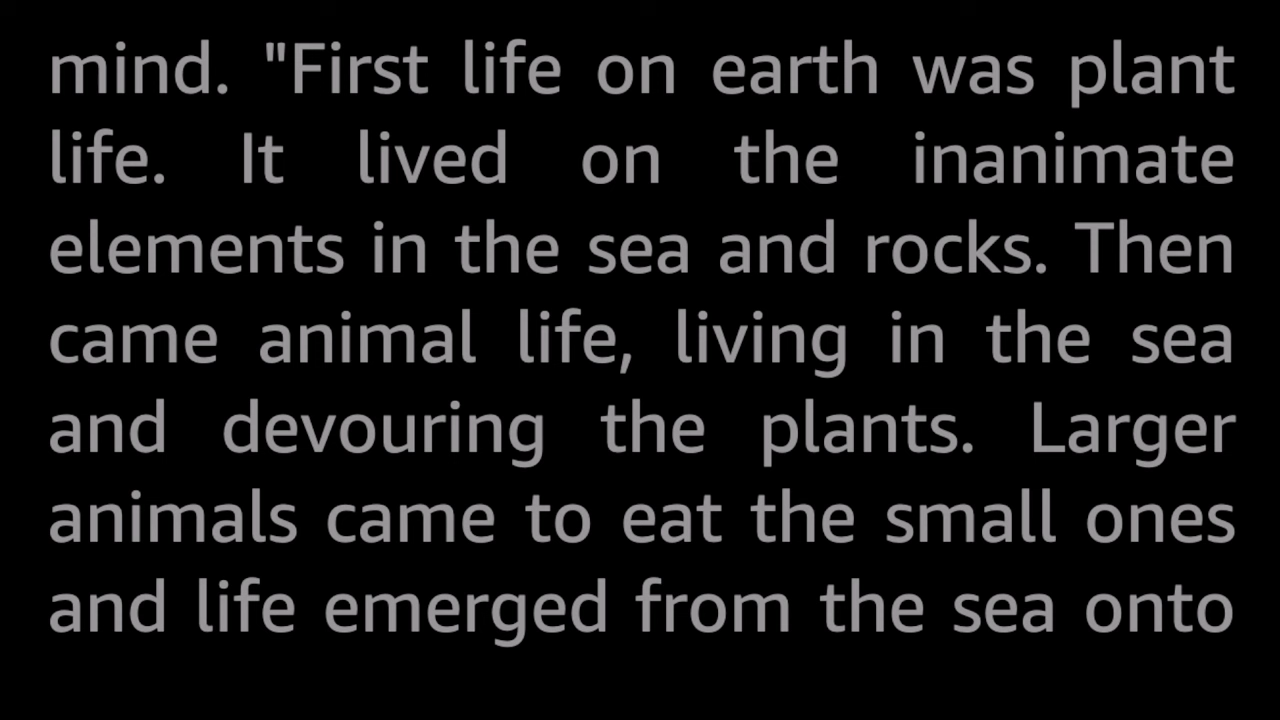 mind. "First life on earth was plant
life. It lived on the inanimate
elements in the sea and rocks. Then
came animal life, living in the sea
and devouring the plants. Larger
animals came to eat the small ones
and life emerged from the sea onto